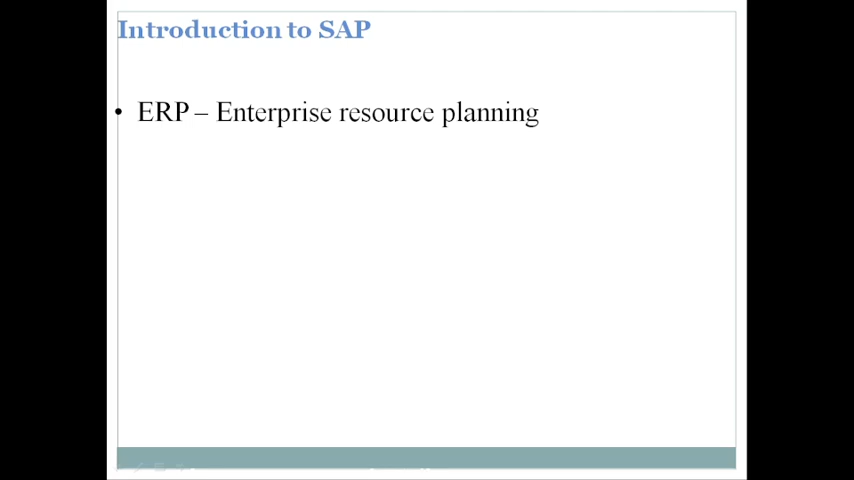 Introduction to SAP
• ERP – Enterprise resource planning